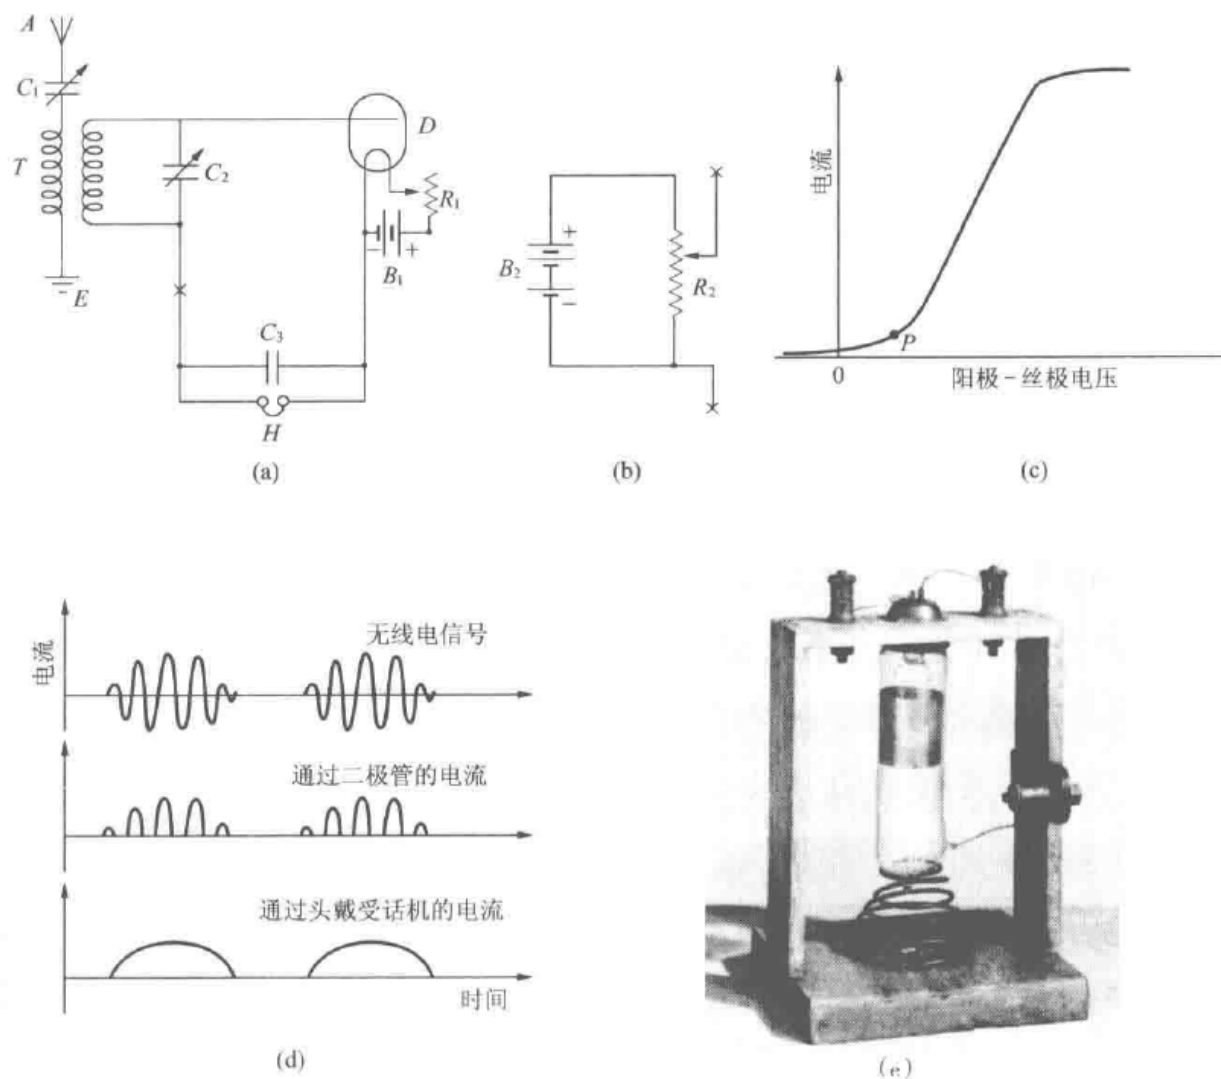 A
C₁
T
C₂
D
R₁
− +
B₁
E
C₃
H
(a)
+
B₂
−
R₂
(b)
电流
P
0
阳极-丝极电压
(c)
电流
无线电信号
通过二极管的电流
通过头戴受话机的电流
时间
(d)
(e)